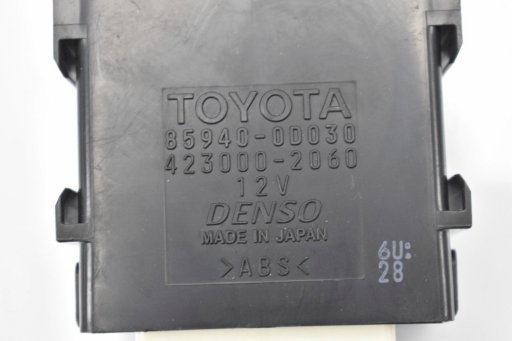 TOYOTA
85940-0D030
423000-2060
12V
DENSO
MADE IN JAPAN
>ABS<
6U:
28